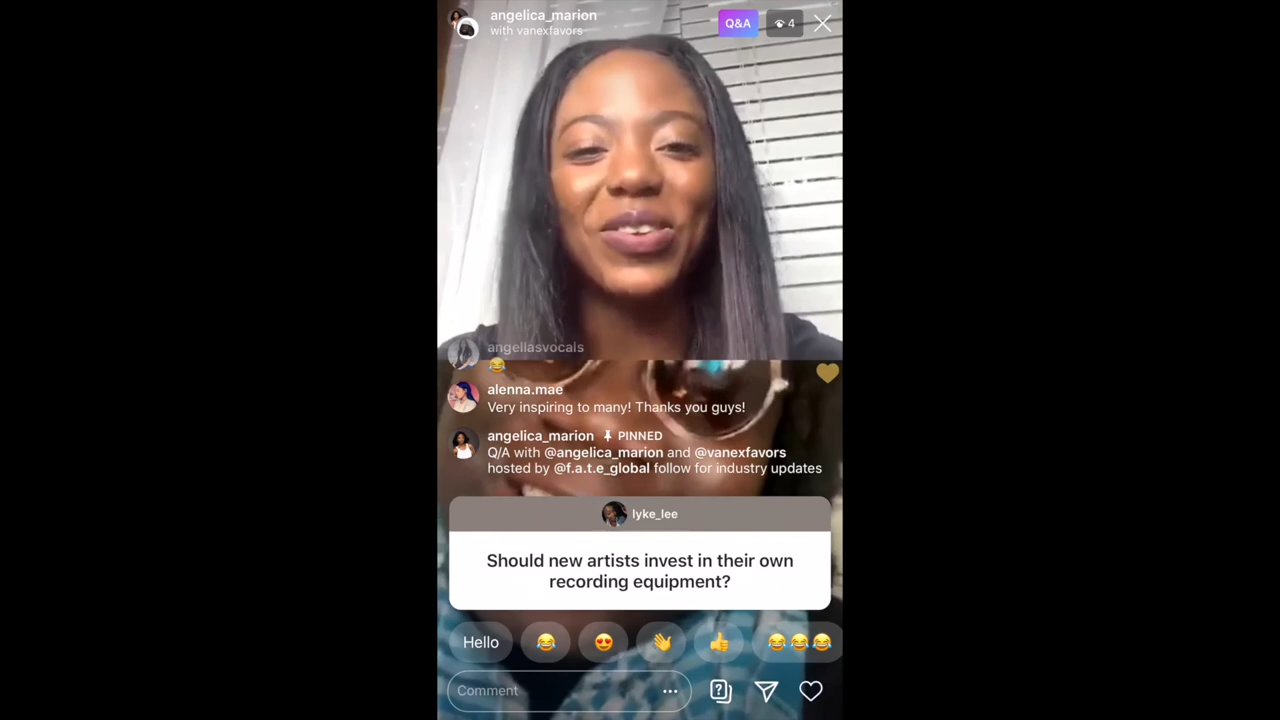 angelica_marion
with vanexfavors
Q&A
4
angeliasvocals
😂
alenna.mae
Very inspiring to many! Thanks you guys!
angelica_marion PINNED
Q/A with @angelica_marion and @vanexfavors
hosted by @f.a.t.e_global follow for industry updates
lyke_lee
Should new artists invest in their own
recording equipment?
Hello 😂 😍 👋 👍 😂😂😂
Comment ...